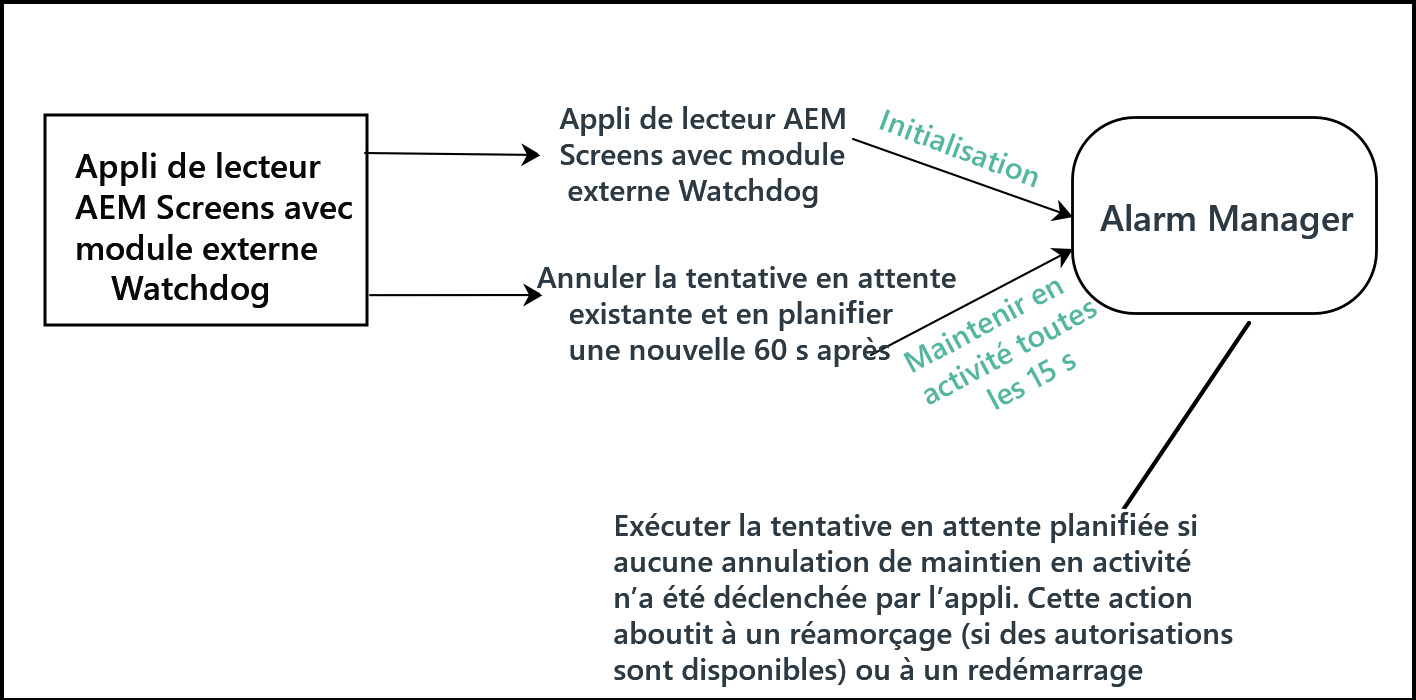 Appli de lecteur
AEM Screens avec
module externe
Watchdog
Appli de lecteur AEM
Screens avec module
externe Watchdog
Initialisation
Alarm Manager
Annuler la tentative en attente
existante et en planifier
une nouvelle 60 s après
Maintenir en
activité toutes
les 15 s
Exécuter la tentative en attente planifiée si
aucune annulation de maintien en activité
n’a été déclenchée par l’appli. Cette action
aboutit à un réamorçage (si des autorisations
sont disponibles) ou à un redémarrage